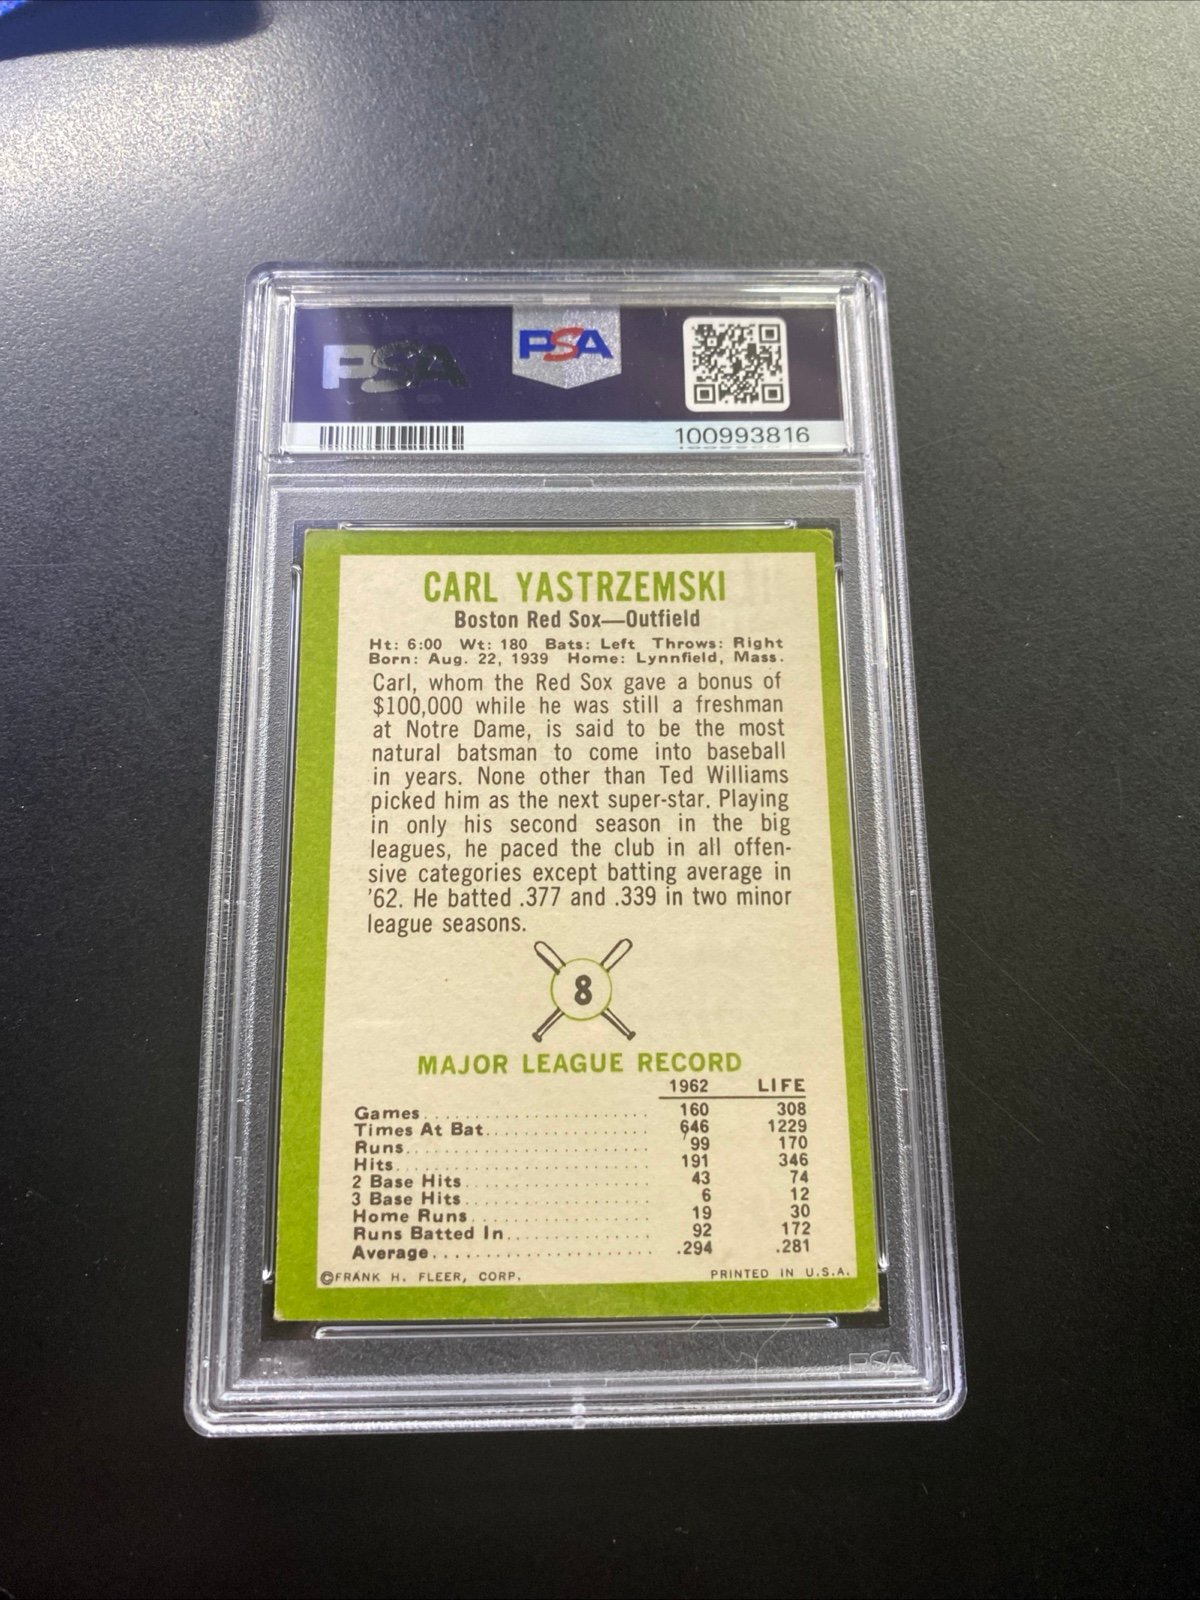 PSA
PSA
100993816
CARL YASTRZEMSKI
Boston Red Sox—Outfield
Ht: 6:00 Wt: 180 Bats: Left Throws: Right
Born: Aug. 22, 1939 Home: Lynnfield, Mass.
Carl, whom the Red Sox gave a bonus of
$100,000 while he was still a freshman
at Notre Dame, is said to be the most
natural batsman to come into baseball
in years. None other than Ted Williams
picked him as the next super-star. Playing
in only his second season in the big
leagues, he paced the club in all offen-
sive categories except batting average in
'62. He batted .377 and .339 in two minor
league seasons.
8
MAJOR LEAGUE RECORD
1962 LIFE
Games 160 308
Times At Bat 646 1229
Runs 99 170
Hits 191 346
2 Base Hits 43 74
3 Base Hits 6 12
Home Runs 19 30
Runs Batted In 92 172
Average .294 .281
©FRANK H. FLEER, CORP. PRINTED IN U.S.A.
PSA